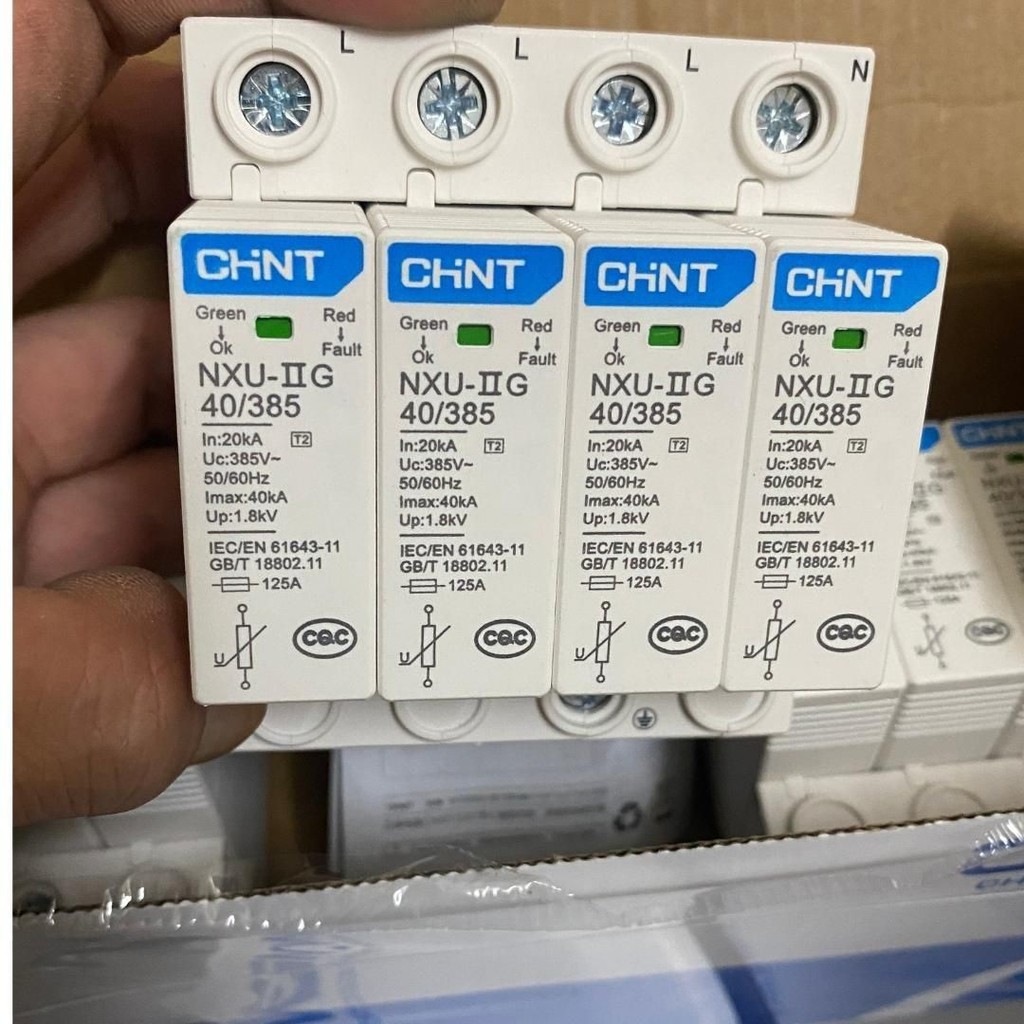 L L L N
CHiNT
Green Red
Ok Fault
NXU-ⅡG
40/385
In:20kA T2
Uc:385V~
50/60Hz
Imax:40kA
Up:1.8kV
IEC/EN 61643-11
GB/T 18802.11
125A
U
CQC
CHiNT
Green Red
Ok Fault
NXU-ⅡG
40/385
In:20kA T2
Uc:385V~
50/60Hz
Imax:40kA
Up:1.8kV
IEC/EN 61643-11
GB/T 18802.11
125A
U
CQC
CHiNT
Green Red
Ok Fault
NXU-ⅡG
40/385
In:20kA T2
Uc:385V~
50/60Hz
Imax:40kA
Up:1.8kV
IEC/EN 61643-11
GB/T 18802.11
125A
U
CQC
CHiNT
Green Red
Ok Fault
NXU-ⅡG
40/385
In:20kA T2
Uc:385V~
50/60Hz
Imax:40kA
Up:1.8kV
IEC/EN 61643-11
GB/T 18802.11
125A
U
CQC
CHiNT